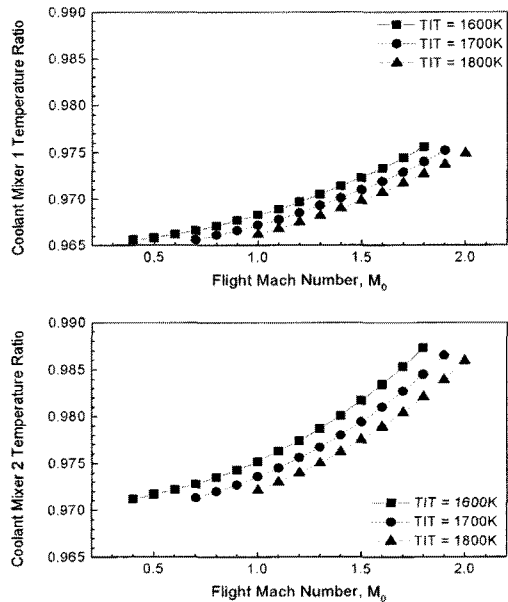 0.990
0.985
0.980
0.975
0.970
0.965
Coolant Mixer 1 Temperature Ratio
TIT = 1600K
TIT = 1700K
TIT = 1800K
0.5
1.0
1.5
2.0
Flight Mach Number, M₀
0.990
0.985
0.980
0.975
0.970
0.965
Coolant Mixer 2 Temperature Ratio
TIT = 1600K
TIT = 1700K
TIT = 1800K
0.5
1.0
1.5
2.0
Flight Mach Number, M₀